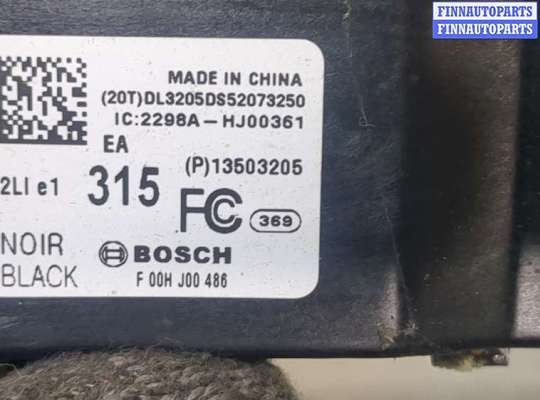 FINNAUTOPARTS
FINNAUTOPARTS
MADE IN CHINA
(20T)DL3205DS52073250
IC:2298A-HJ00361
EA
(P)13503205
2LI e1
315
FC
369
NOIR
BOSCH
BLACK
F 00H J00 486